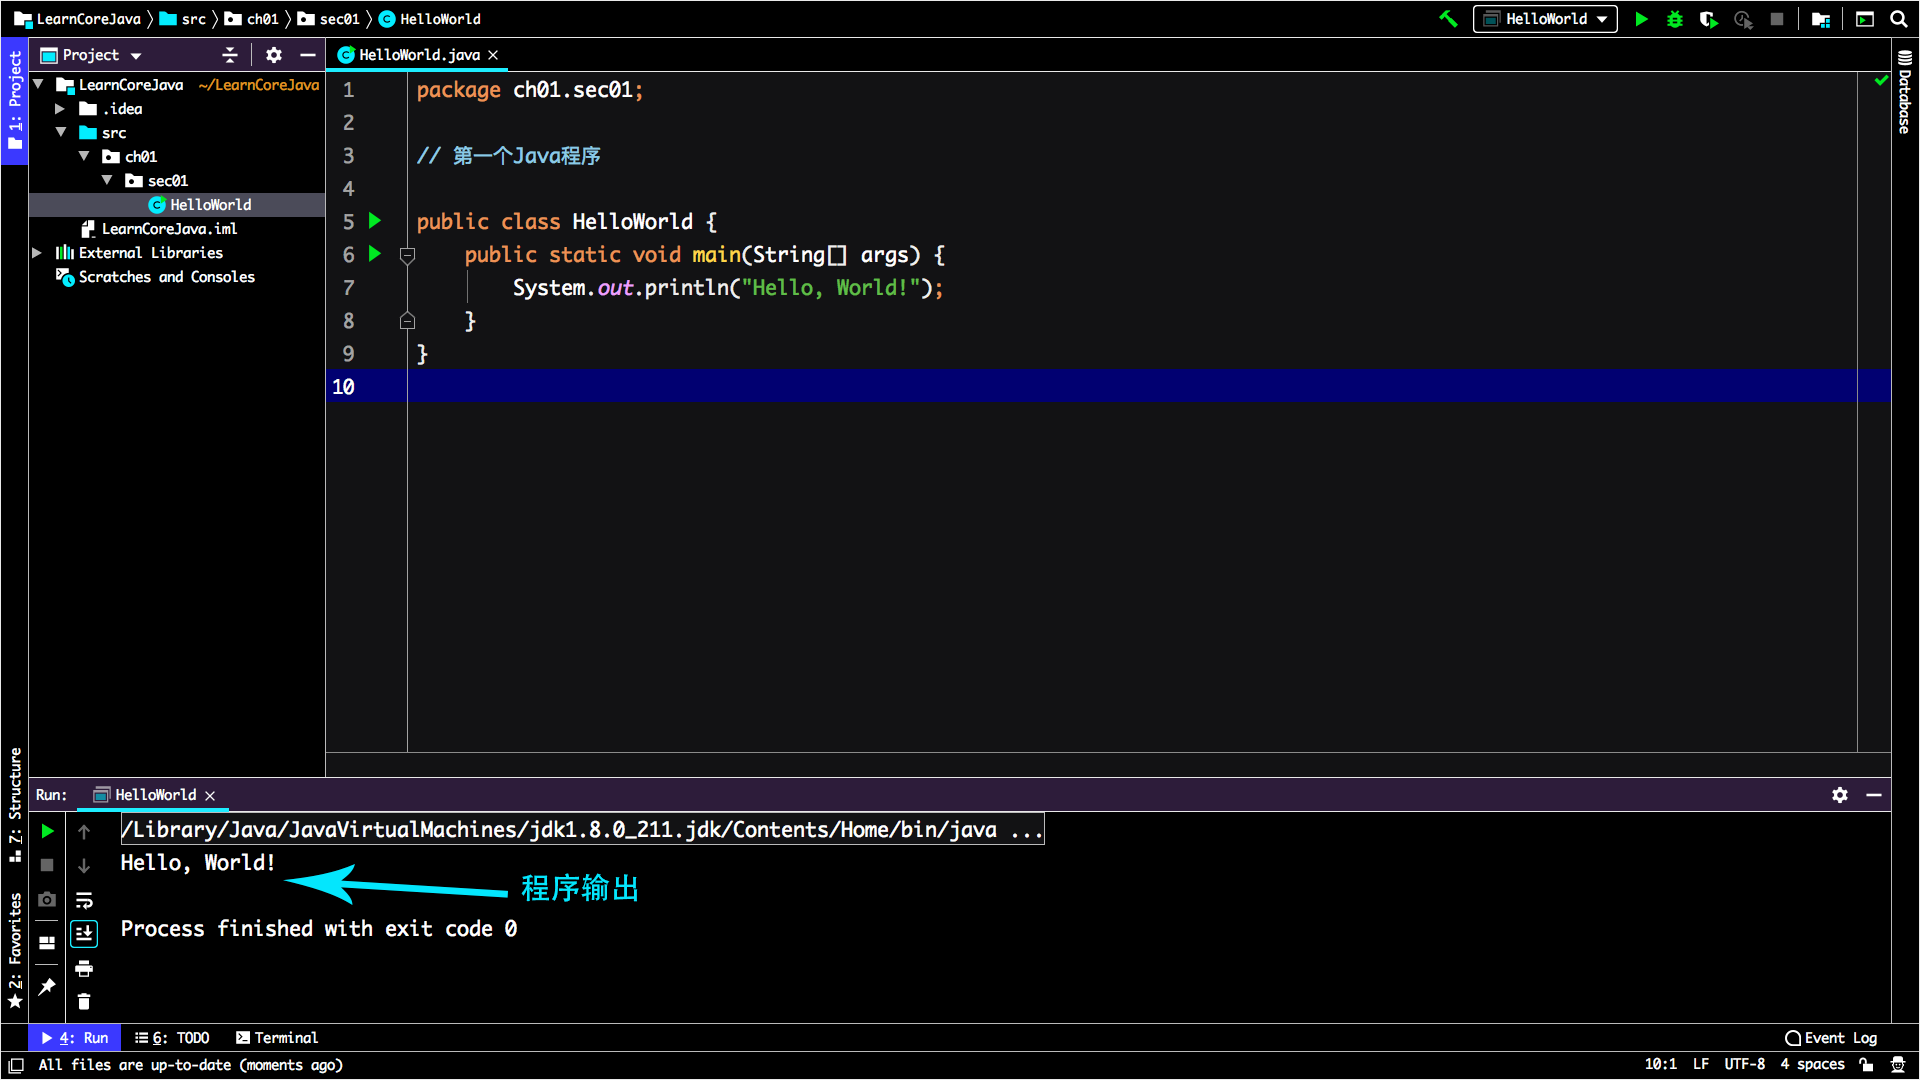 LearnCoreJava src ch01 sec01 HelloWorld
HelloWorld
1: Project
Project
HelloWorld.java
LearnCoreJava ~/LearnCoreJava
.idea
src
ch01
sec01
HelloWorld
LearnCoreJava.iml
External Libraries
Scratches and Consoles
1 package ch01.sec01;
2
3 // 第一个Java程序
4
5 public class HelloWorld {
6 public static void main(String[] args) {
7 System.out.println("Hello, World!");
8 }
9 }
10
Database
7: Structure
2: Favorites
Run: HelloWorld
/Library/Java/JavaVirtualMachines/jdk1.8.0_211.jdk/Contents/Home/bin/java ...
Hello, World!
程序输出
Process finished with exit code 0
4: Run 6: TODO Terminal Event Log
All files are up-to-date (moments ago) 10:1 LF UTF-8 4 spaces